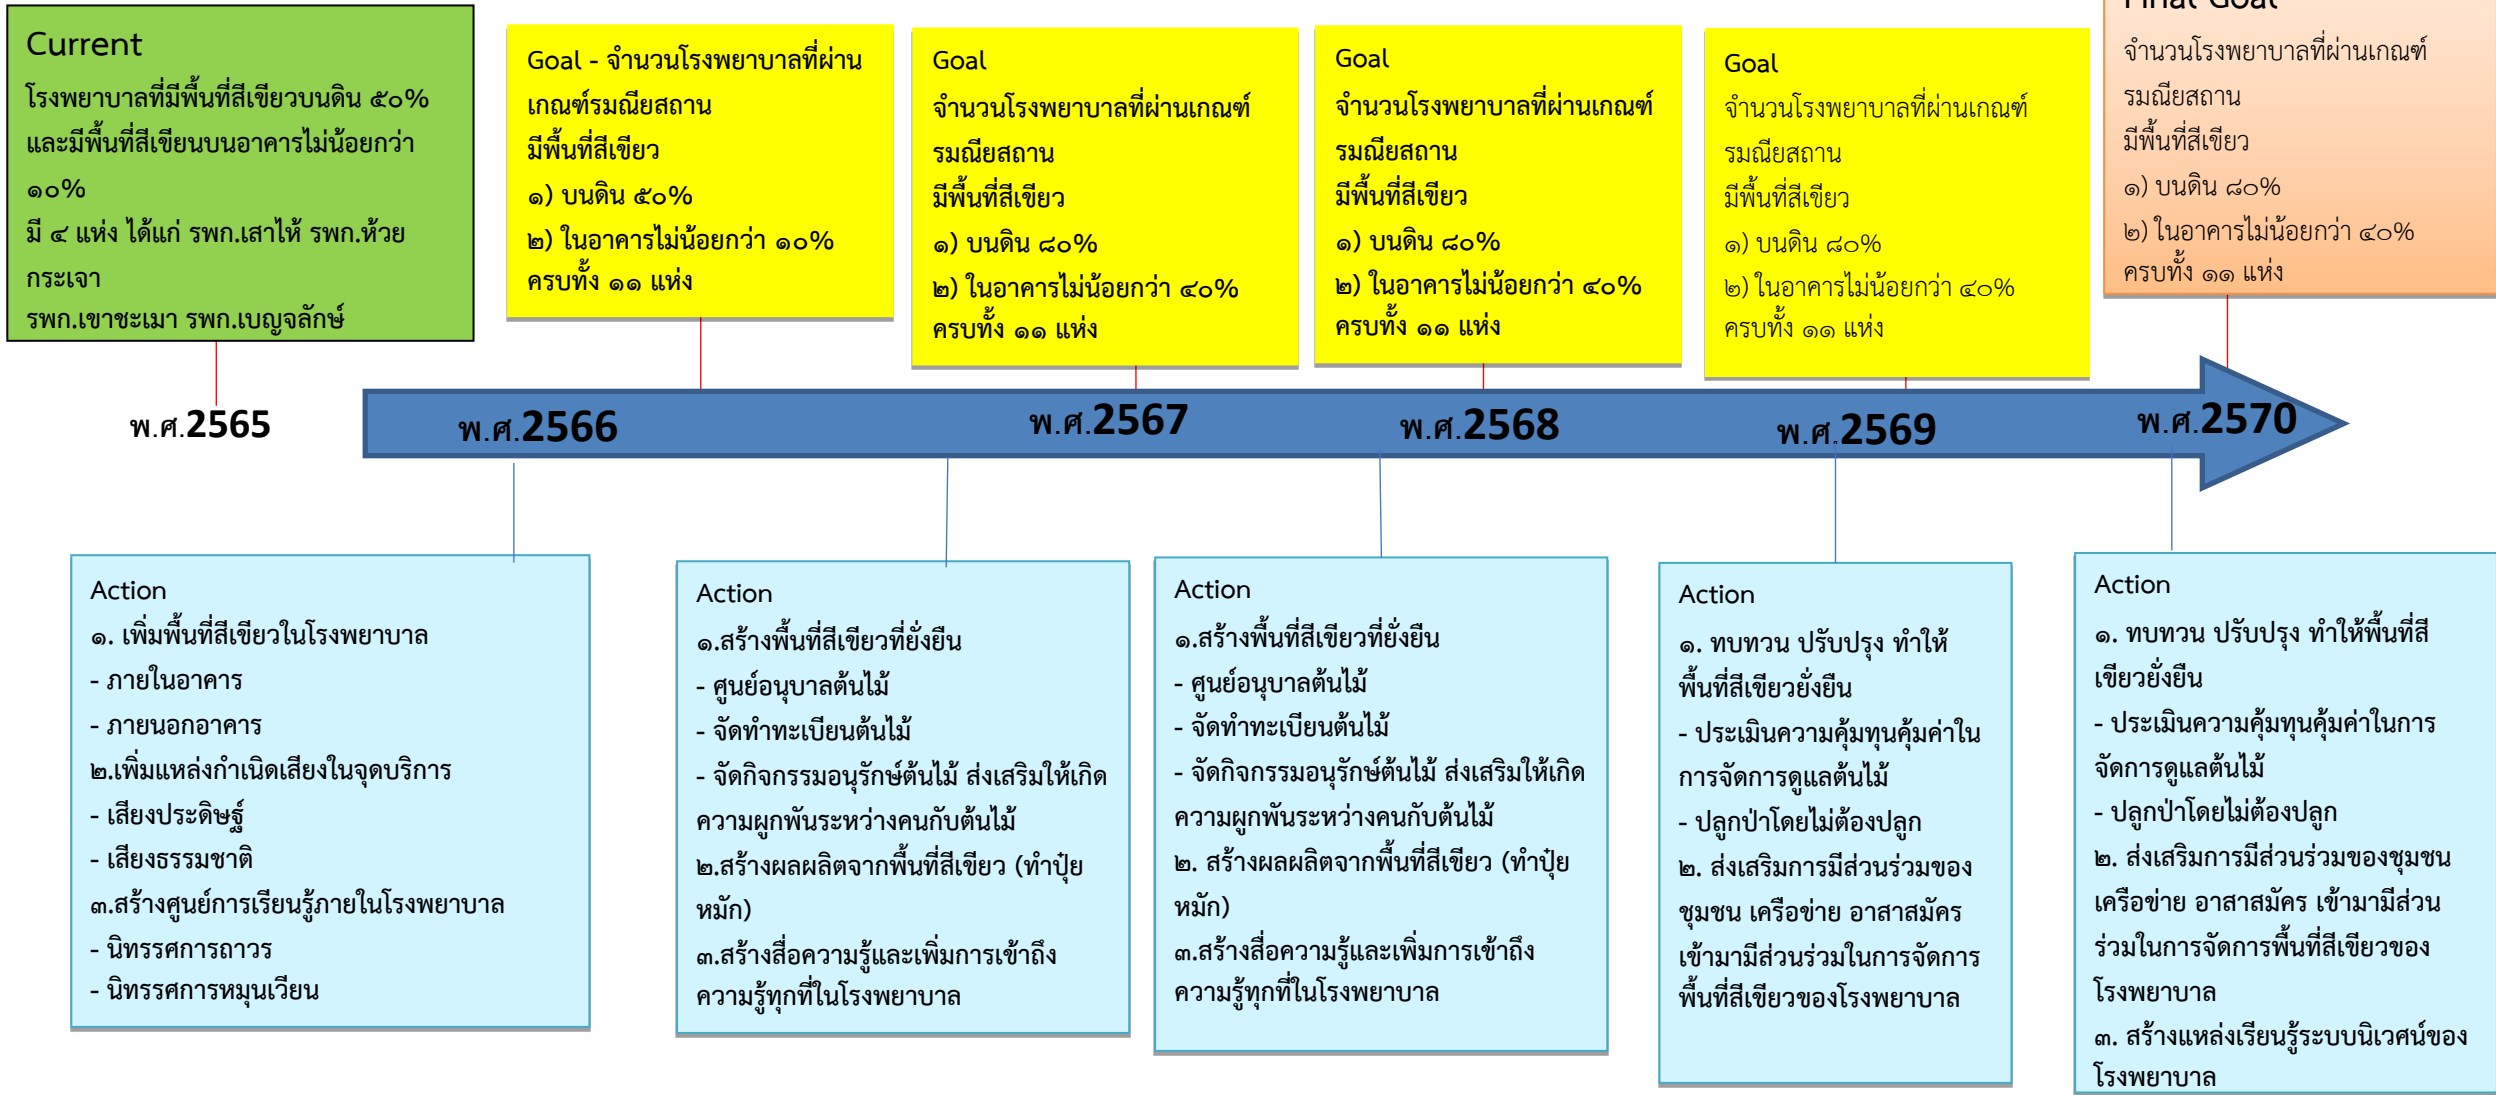 Current
โรงพยาบาลที่มีพื้นที่สีเขียวบนดิน ๕๐%
และมีพื้นที่สีเขียนบนอาคารไม่น้อยกว่า
๑๐%
มี ๔ แห่ง ได้แก่ รพก.เสาไห้ รพก.ห้วย
กระเจา
รพก.เขาชะเมา รพก.เบญจลักษ์
Goal - จำนวนโรงพยาบาลที่ผ่าน
เกณฑ์รมณียสถาน
มีพื้นที่สีเขียว
๑) บนดิน ๕๐%
๒) ในอาคารไม่น้อยกว่า ๑๐%
ครบทั้ง ๑๑ แห่ง
Goal
จำนวนโรงพยาบาลที่ผ่านเกณฑ์
รมณียสถาน
มีพื้นที่สีเขียว
๑) บนดิน ๘๐%
๒) ในอาคารไม่น้อยกว่า ๔๐%
ครบทั้ง ๑๑ แห่ง
Goal
จำนวนโรงพยาบาลที่ผ่านเกณฑ์
รมณียสถาน
มีพื้นที่สีเขียว
๑) บนดิน ๘๐%
๒) ในอาคารไม่น้อยกว่า ๔๐%
ครบทั้ง ๑๑ แห่ง
Goal
จำนวนโรงพยาบาลที่ผ่านเกณฑ์
รมณียสถาน
มีพื้นที่สีเขียว
๑) บนดิน ๘๐%
๒) ในอาคารไม่น้อยกว่า ๔๐%
ครบทั้ง ๑๑ แห่ง
Final Goal
จำนวนโรงพยาบาลที่ผ่านเกณฑ์
รมณียสถาน
มีพื้นที่สีเขียว
๑) บนดิน ๘๐%
๒) ในอาคารไม่น้อยกว่า ๔๐%
ครบทั้ง ๑๑ แห่ง
พ.ศ.2565
พ.ศ.2566
พ.ศ.2567
พ.ศ.2568
พ.ศ.2569
พ.ศ.2570
Action
๑. เพิ่มพื้นที่สีเขียวในโรงพยาบาล
- ภายในอาคาร
- ภายนอกอาคาร
๒.เพิ่มแหล่งกำเนิดเสียงในจุดบริการ
- เสียงประดิษฐ์
- เสียงธรรมชาติ
๓.สร้างศูนย์การเรียนรู้ภายในโรงพยาบาล
- นิทรรศการถาวร
- นิทรรศการหมุนเวียน
Action
๑.สร้างพื้นที่สีเขียวที่ยั่งยืน
- ศูนย์อนุบาลต้นไม้
- จัดทำทะเบียนต้นไม้
- จัดกิจกรรมอนุรักษ์ต้นไม้ ส่งเสริมให้เกิด
ความผูกพันระหว่างคนกับต้นไม้
๒.สร้างผลผลิตจากพื้นที่สีเขียว (ทำปุ๋ย
หมัก)
๓.สร้างสื่อความรู้และเพิ่มการเข้าถึง
ความรู้ทุกที่ในโรงพยาบาล
Action
๑.สร้างพื้นที่สีเขียวที่ยั่งยืน
- ศูนย์อนุบาลต้นไม้
- จัดทำทะเบียนต้นไม้
- จัดกิจกรรมอนุรักษ์ต้นไม้ ส่งเสริมให้เกิด
ความผูกพันระหว่างคนกับต้นไม้
๒. สร้างผลผลิตจากพื้นที่สีเขียว (ทำปุ๋ย
หมัก)
๓.สร้างสื่อความรู้และเพิ่มการเข้าถึง
ความรู้ทุกที่ในโรงพยาบาล
Action
๑. ทบทวน ปรับปรุง ทำให้
พื้นที่สีเขียวยั่งยืน
- ประเมินความคุ้มทุนคุ้มค่าใน
การจัดการดูแลต้นไม้
- ปลูกป่าโดยไม่ต้องปลูก
๒. ส่งเสริมการมีส่วนร่วมของ
ชุมชน เครือข่าย อาสาสมัคร
เข้ามามีส่วนร่วมในการจัดการ
พื้นที่สีเขียวของโรงพยาบาล
Action
๑. ทบทวน ปรับปรุง ทำให้พื้นที่สี
เขียวยั่งยืน
- ประเมินความคุ้มทุนคุ้มค่าในการ
จัดการดูแลต้นไม้
- ปลูกป่าโดยไม่ต้องปลูก
๒. ส่งเสริมการมีส่วนร่วมของชุมชน
เครือข่าย อาสาสมัคร เข้ามามีส่วน
ร่วมในการจัดการพื้นที่สีเขียวของ
โรงพยาบาล
๓. สร้างแหล่งเรียนรู้ระบบนิเวศน์ของ
โรงพยาบาล